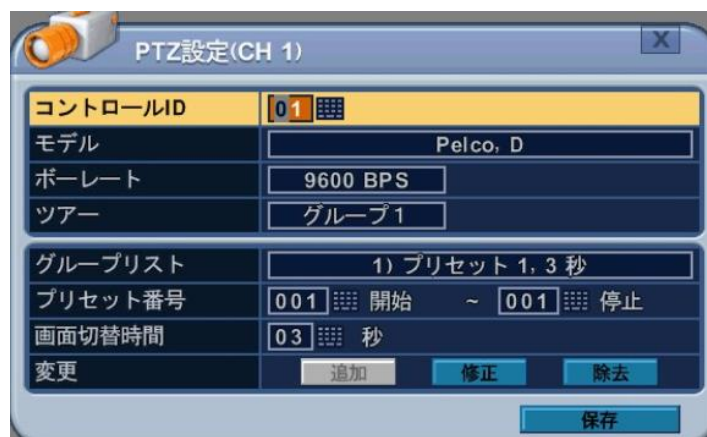 PTZ設定(CH 1)
X
コントロールID 01
モデル Pelco, D
ボーレート 9600 BPS
ツアー グループ1
グループリスト 1) プリセット 1, 3 秒
プリセット番号 001 開始 ~ 001 停止
画面切替時間 03 秒
変更 追加 修正 除去
保存